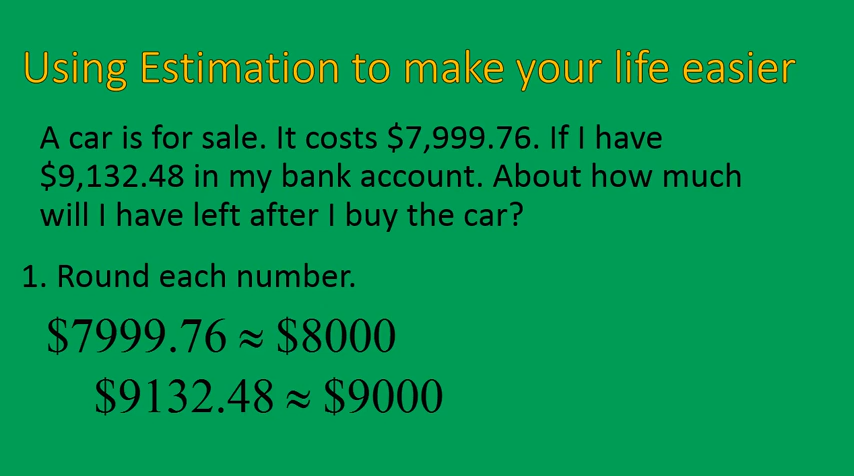 Using Estimation to make your life easier
A car is for sale. It costs $7,999.76. If I have
$9,132.48 in my bank account. About how much
will I have left after I buy the car?
1. Round each number.
$7999.76 ≈ $8000
$9132.48 ≈ $9000